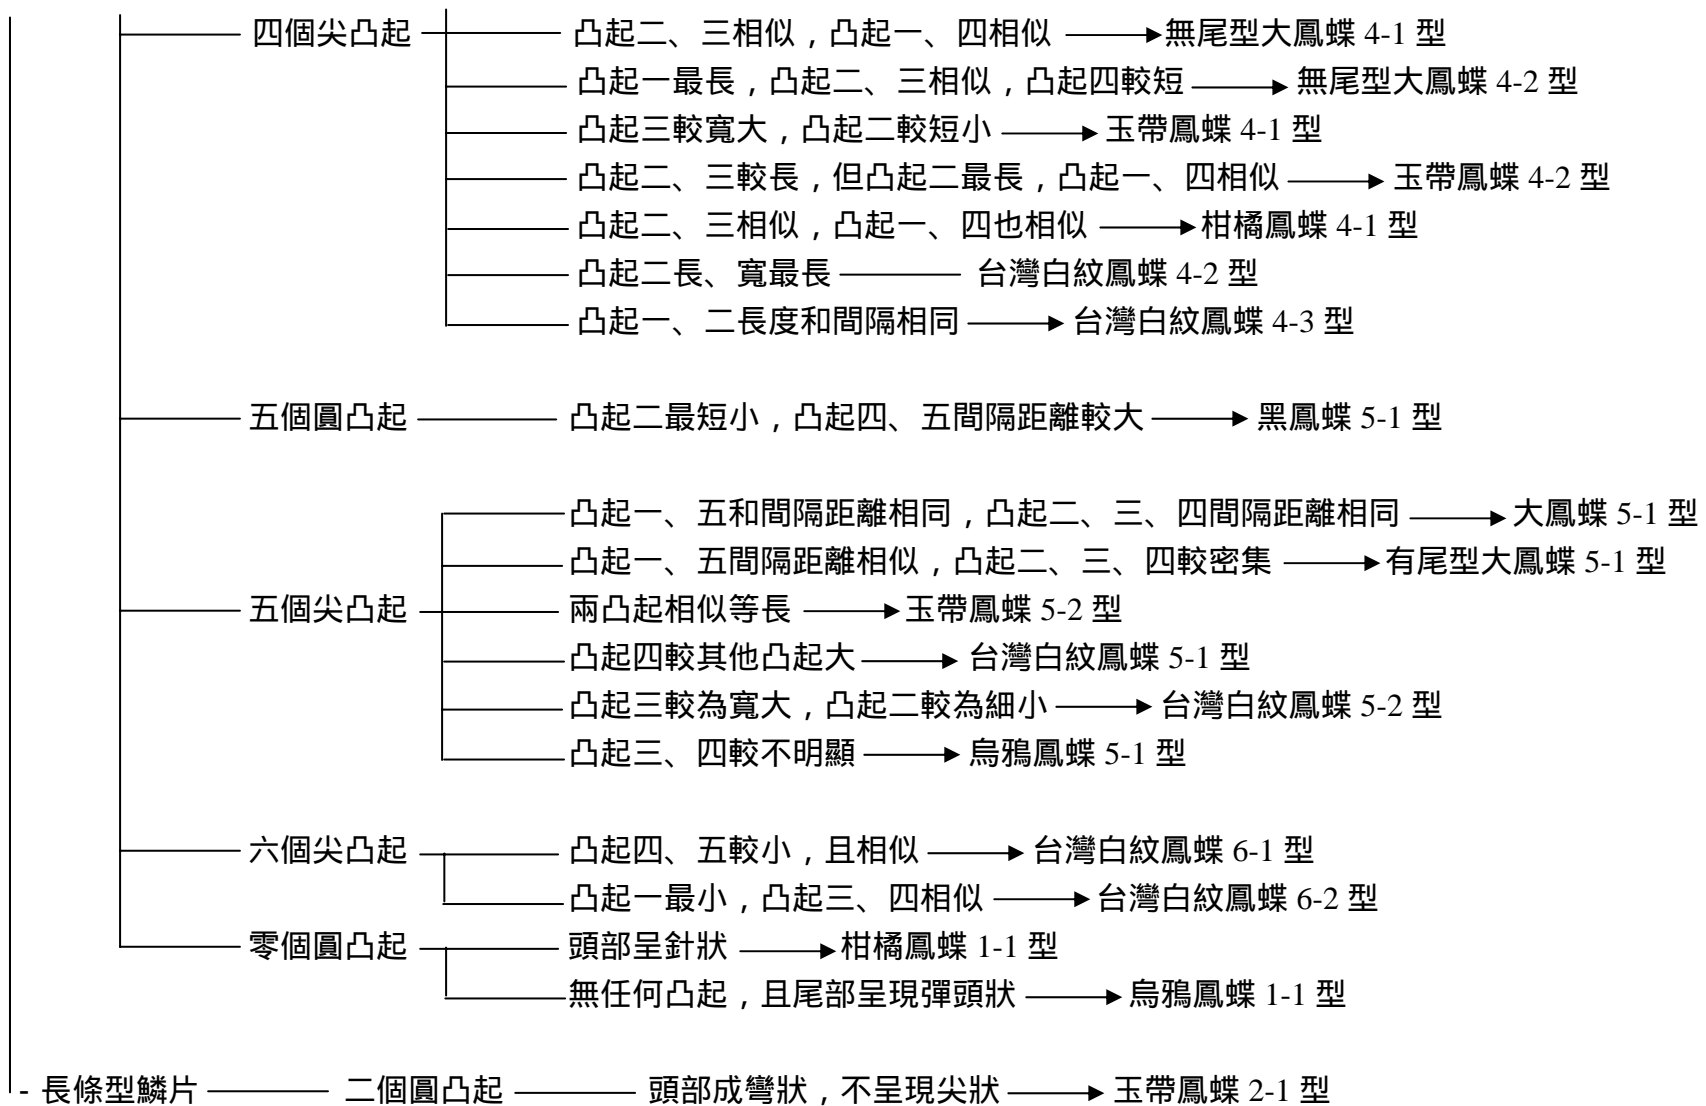 四個尖凸起 凸起二、三相似，凸起一、四相似 無尾型大鳳蝶 4-1 型
凸起一最長，凸起二、三相似，凸起四較短 無尾型大鳳蝶 4-2 型
凸起三較寬大，凸起二較短小 玉帶鳳蝶 4-1 型
凸起二、三較長，但凸起二最長，凸起一、四相似 玉帶鳳蝶 4-2 型
凸起二、三相似，凸起一、四也相似 柑橘鳳蝶 4-1 型
凸起二長、寬最長 台灣白紋鳳蝶 4-2 型
凸起一、二長度和間隔相同 台灣白紋鳳蝶 4-3 型
五個圓凸起 凸起二最短小，凸起四、五間隔距離較大 黑鳳蝶 5-1 型
凸起一、五和間隔距離相同，凸起二、三、四間隔距離相同 大鳳蝶 5-1 型
凸起一、五間隔距離相似，凸起二、三、四較密集 有尾型大鳳蝶 5-1 型
五個尖凸起 兩凸起相似等長 玉帶鳳蝶 5-2 型
凸起四較其他凸起大 台灣白紋鳳蝶 5-1 型
凸起三較為寬大，凸起二較為細小 台灣白紋鳳蝶 5-2 型
凸起三、四較不明顯 烏鴉鳳蝶 5-1 型
六個尖凸起 凸起四、五較小，且相似 台灣白紋鳳蝶 6-1 型
凸起一最小，凸起三、四相似 台灣白紋鳳蝶 6-2 型
零個圓凸起 頭部呈針狀 柑橘鳳蝶 1-1 型
無任何凸起，且尾部呈現彈頭狀 烏鴉鳳蝶 1-1 型
- 長條型鱗片 二個圓凸起 頭部成彎狀，不呈現尖狀 玉帶鳳蝶 2-1 型